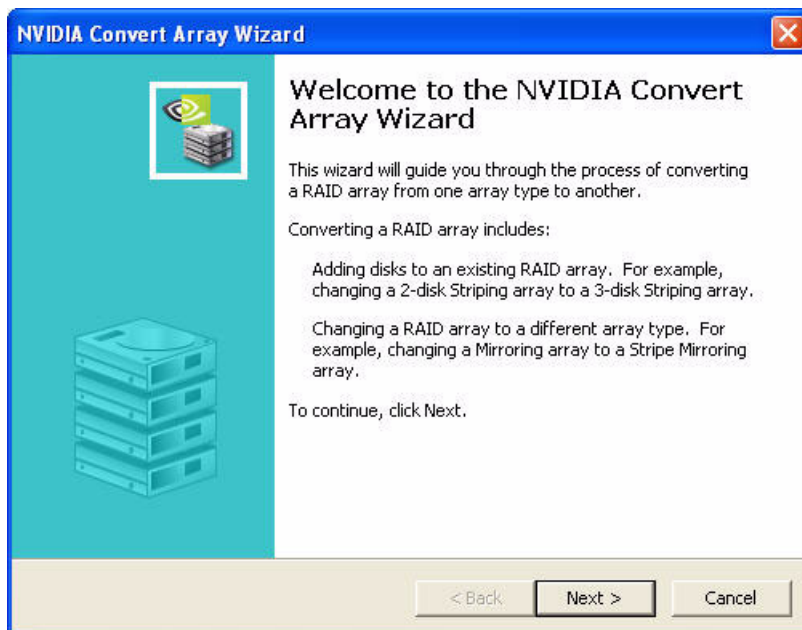 NVIDIA Convert Array Wizard
Welcome to the NVIDIA Convert
Array Wizard
This wizard will guide you through the process of converting
a RAID array from one array type to another.
Converting a RAID array includes:
Adding disks to an existing RAID array. For example,
changing a 2-disk Striping array to a 3-disk Striping array.
Changing a RAID array to a different array type. For
example, changing a Mirroring array to a Stripe Mirroring
array.
To continue, click Next.
< Back Next > Cancel